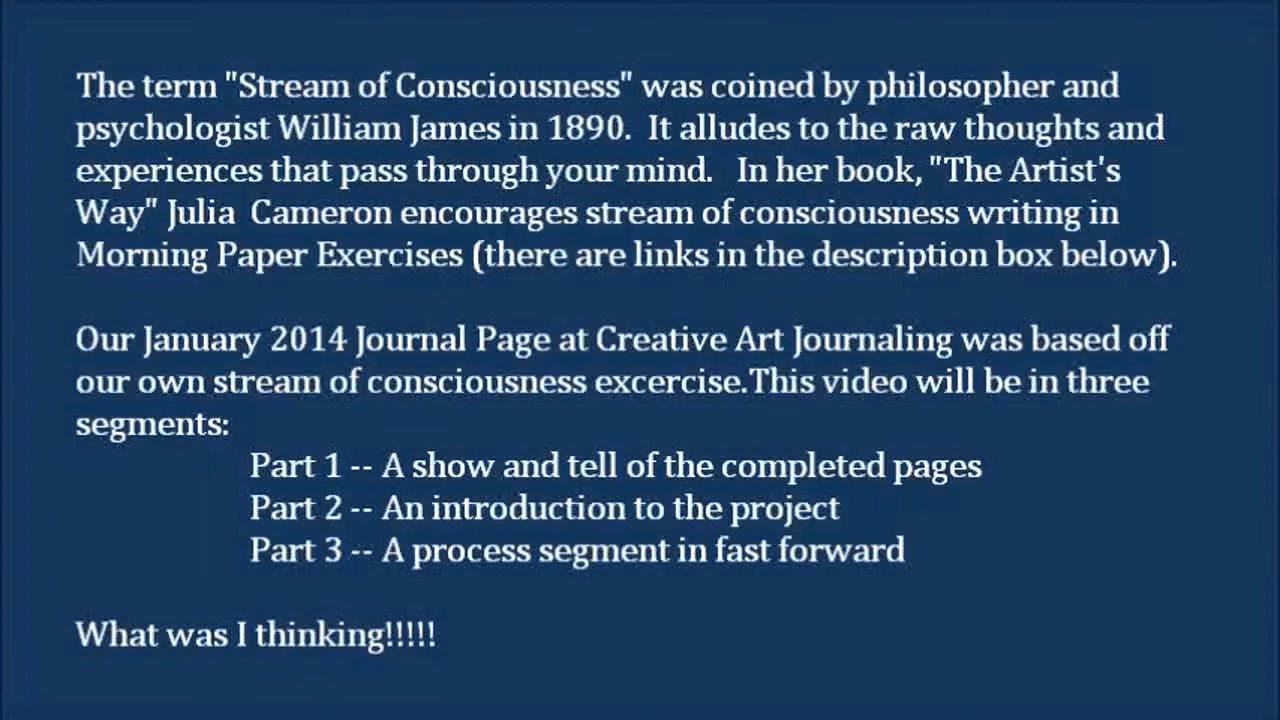 The term "Stream of Consciousness" was coined by philosopher and
psychologist William James in 1890.  It alludes to the raw thoughts and
experiences that pass through your mind.   In her book, "The Artist's
Way" Julia  Cameron encourages stream of consciousness writing in
Morning Paper Exercises (there are links in the description box below).
Our January 2014 Journal Page at Creative Art Journaling was based off
our own stream of consciousness excercise.This video will be in three
segments:
Part 1 -- A show and tell of the completed pages
Part 2 -- An introduction to the project
Part 3 -- A process segment in fast forward
What was I thinking!!!!!